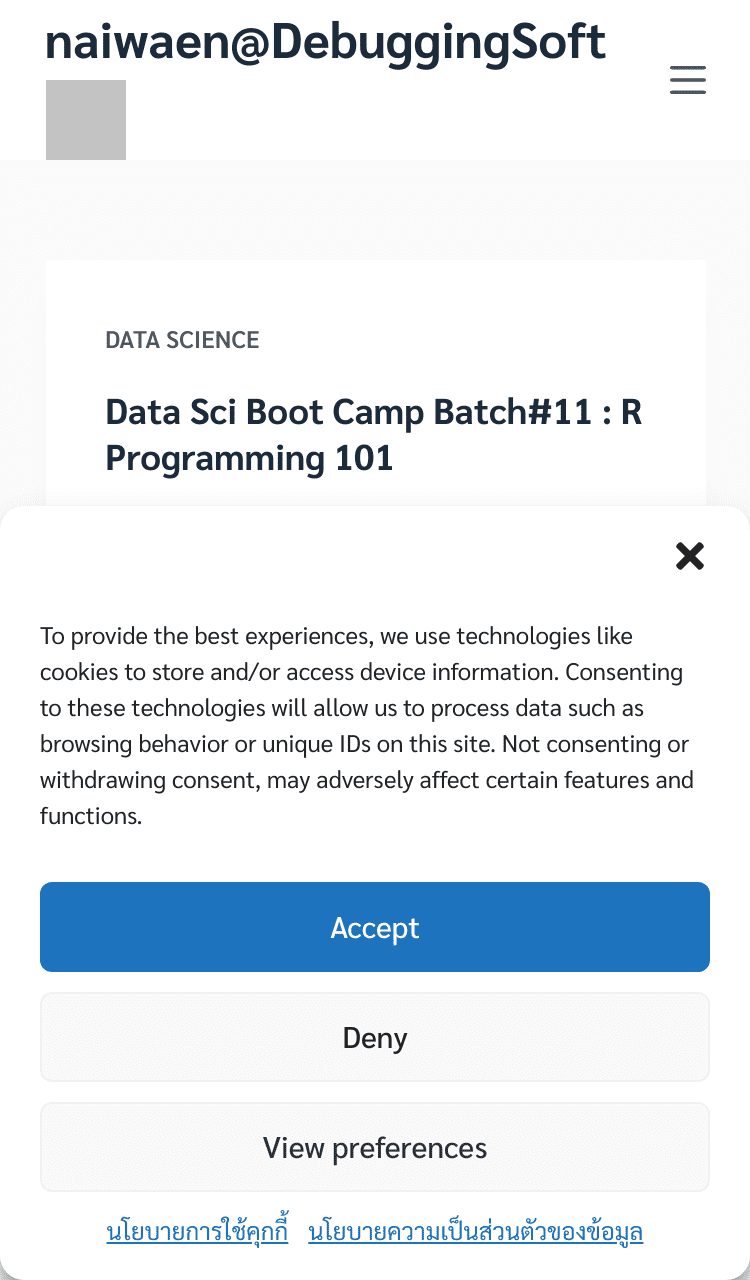 naiwaen@DebuggingSoft
DATA SCIENCE
Data Sci Boot Camp Batch#11 : R
Programming 101
To provide the best experiences, we use technologies like
cookies to store and/or access device information. Consenting
to these technologies will allow us to process data such as
browsing behavior or unique IDs on this site. Not consenting or
withdrawing consent, may adversely affect certain features and
functions.
Accept
Deny
View preferences
นโยบายการใช้คุกกี้ นโยบายความเป็นส่วนตัวของข้อมูล